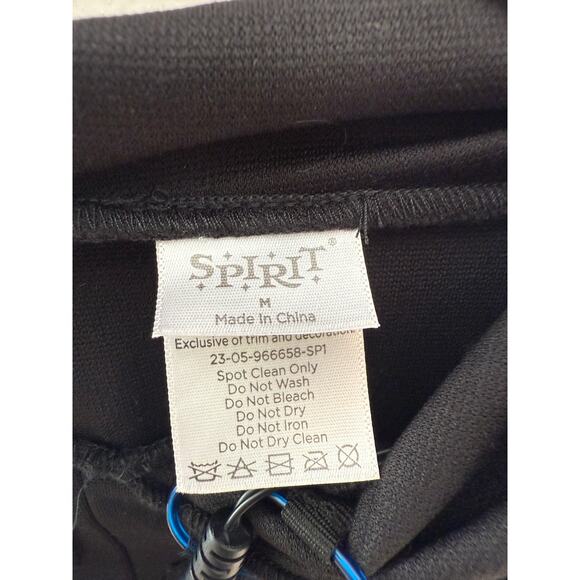 SPIRIT®
M
Made In China
Exclusive of trim and decoration.
23-05-966658-SP1
Spot Clean Only
Do Not Wash
Do Not Bleach
Do Not Dry
Do Not Iron
Do Not Dry Clean